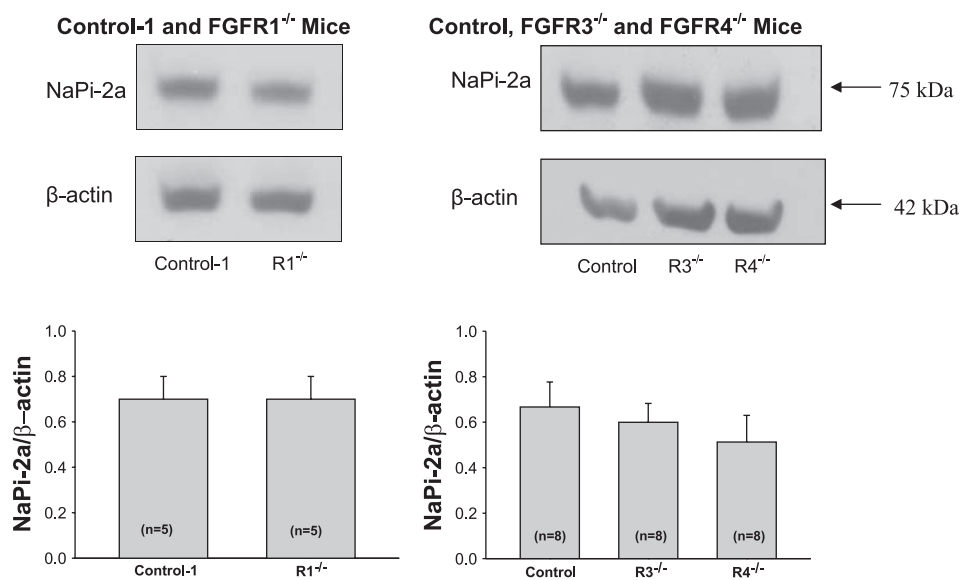 Control-1 and FGFR1-/- Mice
NaPi-2a
β-actin
Control-1 R1-/-
Control, FGFR3-/- and FGFR4-/- Mice
NaPi-2a
75 kDa
β-actin
42 kDa
Control R3-/- R4-/-
NaPi-2a/β–actin
1.0
0.8
0.6
0.4
0.2
0.0
(n=5) (n=5)
Control-1 R1-/-
NaPi-2a/β-actin
1.0
0.8
0.6
0.4
0.2
0.0
(n=8) (n=8) (n=8)
Control R3-/- R4-/-